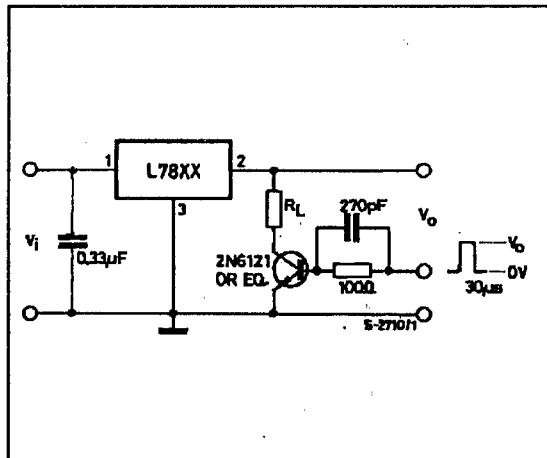 1
L78XX
2
3
Vi
0.33µF
RL
270pF
Vo
2N6121
OR EQ.
100Ω
Vo
0V
30µs
S-2710/1